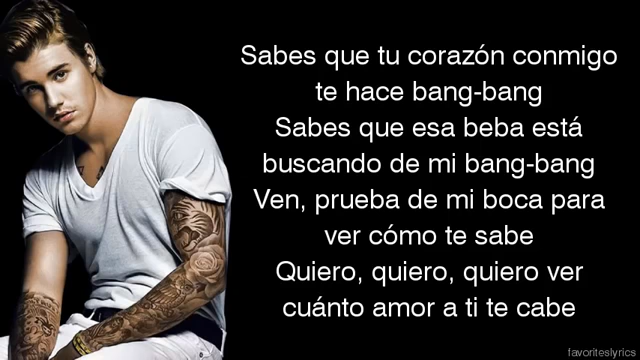 Sabes que tu corazón conmigo
te hace bang-bang
Sabes que esa beba está
buscando de mi bang-bang
Ven, prueba de mi boca para
ver cómo te sabe
Quiero, quiero, quiero ver
cuánto amor a ti te cabe
favoriteslyrics